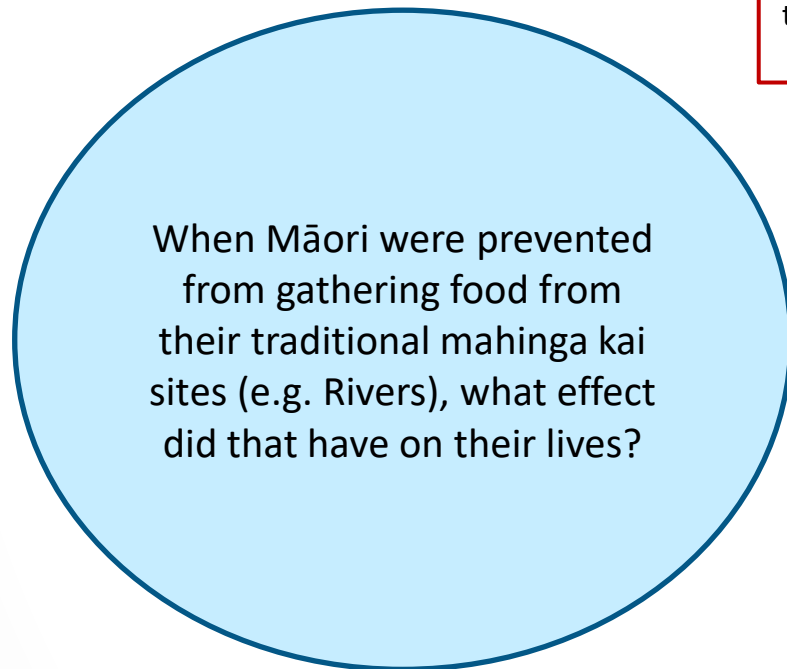 When Māori were prevented
from gathering food from
their traditional mahinga kai
sites (e.g. Rivers), what effect
did that have on their lives?